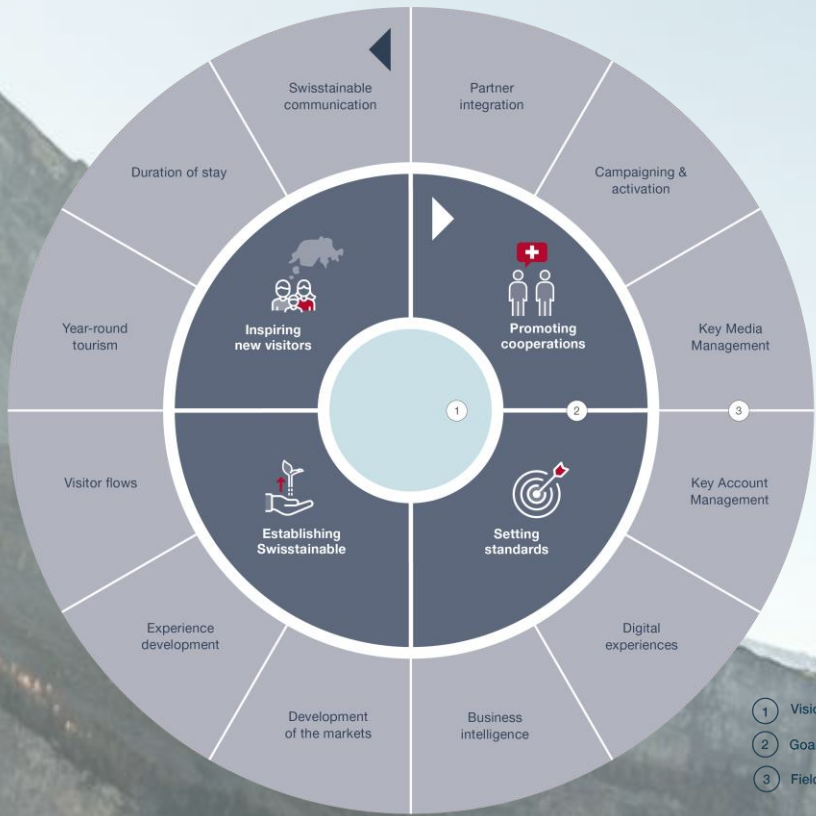 Swisstainable
communication
Partner
integration
Campaigning &
activation
Key Media
Management
Key Account
Management
Digital
experiences
Business
intelligence
Development
of the markets
Experience
development
Visitor flows
Year-round
tourism
Duration of stay
Inspiring
new visitors
Promoting
cooperations
Setting
standards
Establishing
Swisstainable
1
2
3
1
2 Goa
3